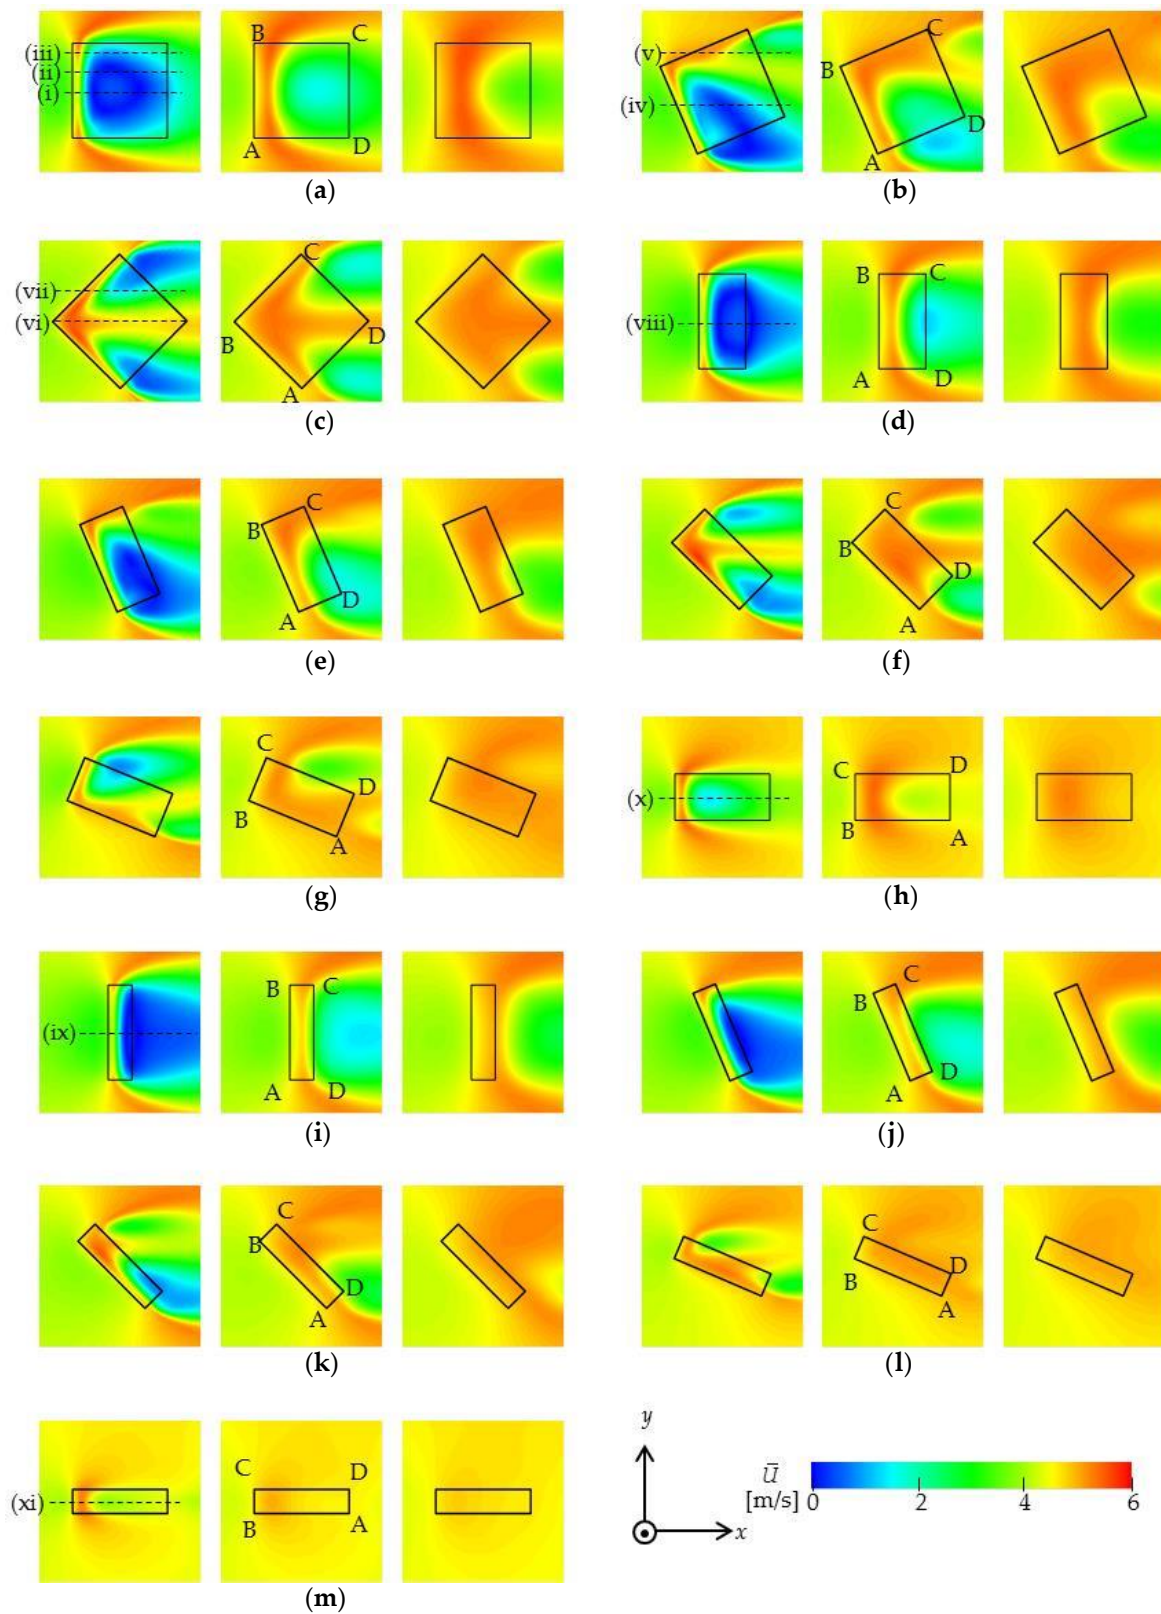 (iii)
(ii)
(i)
B C
A D
(a)
(v)
(iv)
B C
A D
(b)
(vii)
(vi)
C
B D
A
(c)
(viii)
B C
A D
(d)
C
B
D
A
(e)
C
B
D
A
(f)
C
D
B
A
(g)
(x)
C D
B A
(h)
(ix)
B C
A D
(i)
C
B
D
A
(j)
C
B
D
A
(k)
C
D
B
A
(l)
(xi)
C D
B A
(m)
y
x
U̅
[m/s]
0 2 4 6